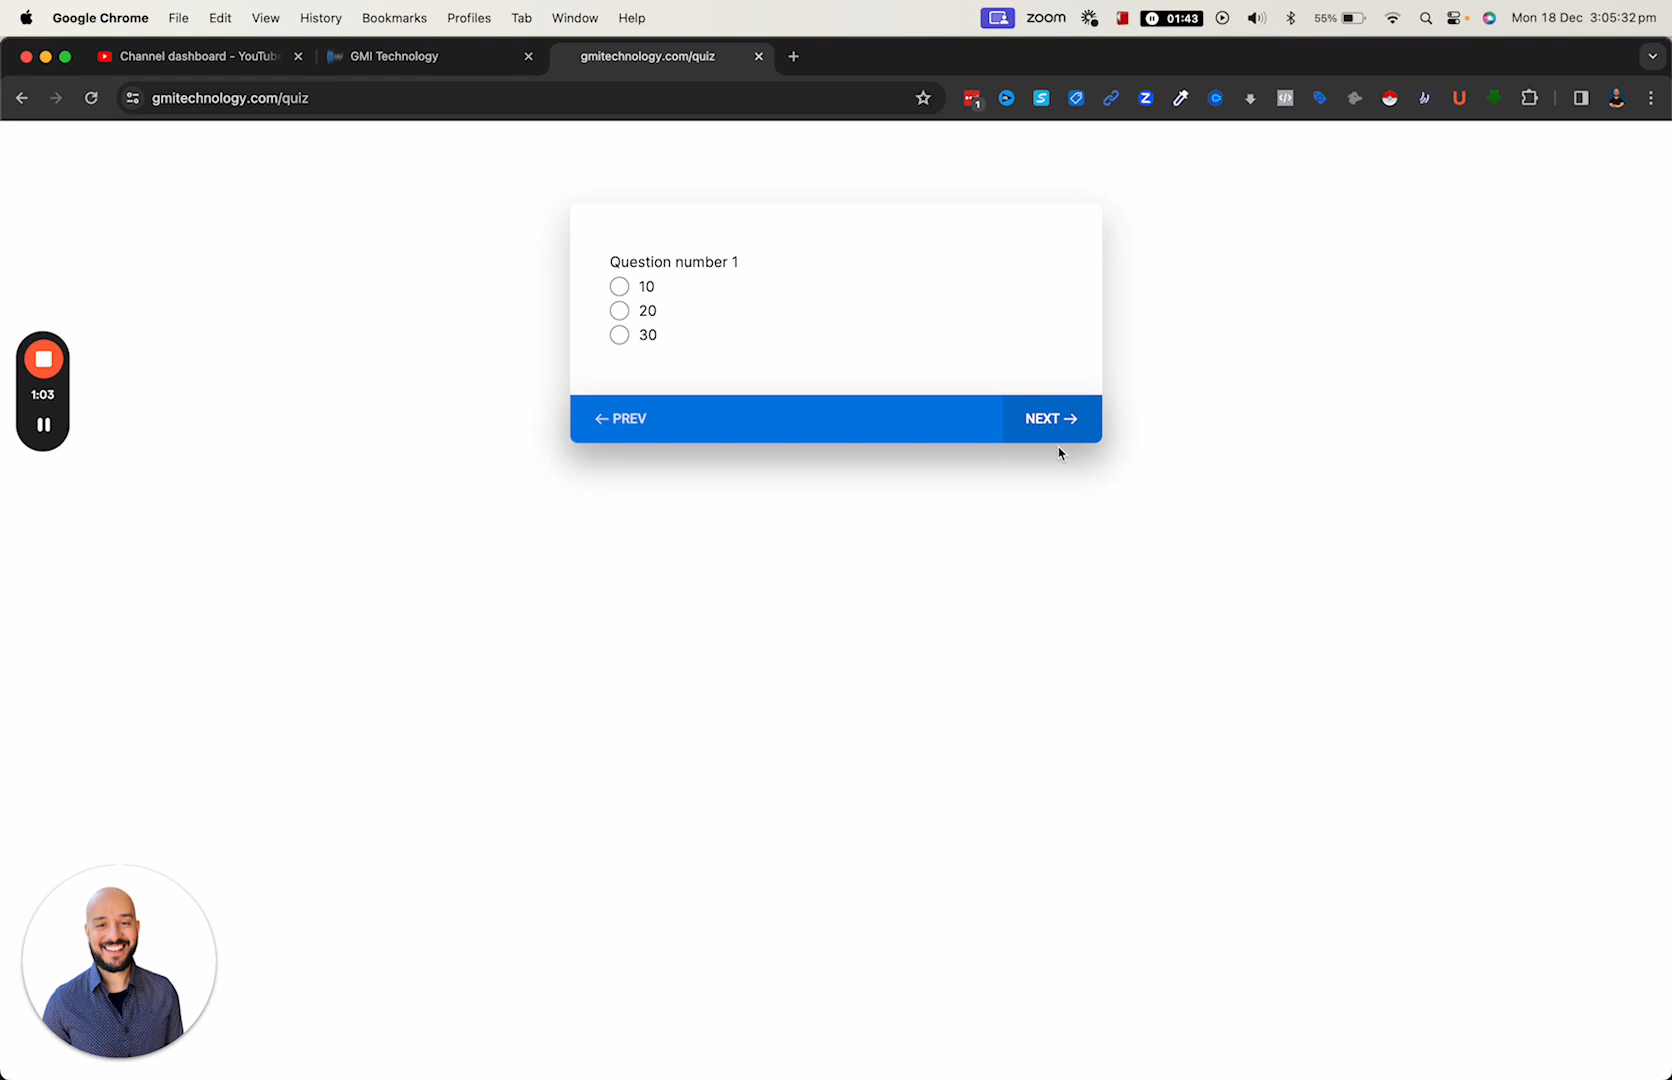 Google Chrome File Edit View History Bookmarks Profiles Tab Window Help zoom 01:43 55% Mon 18 Dec 3:05:32 pm
Channel dashboard - YouTube GMI Technology gmitechnology.com/quiz
gmitechnology.com/quiz 1
Question number 1
10
20
30
1:03
PREV NEXT